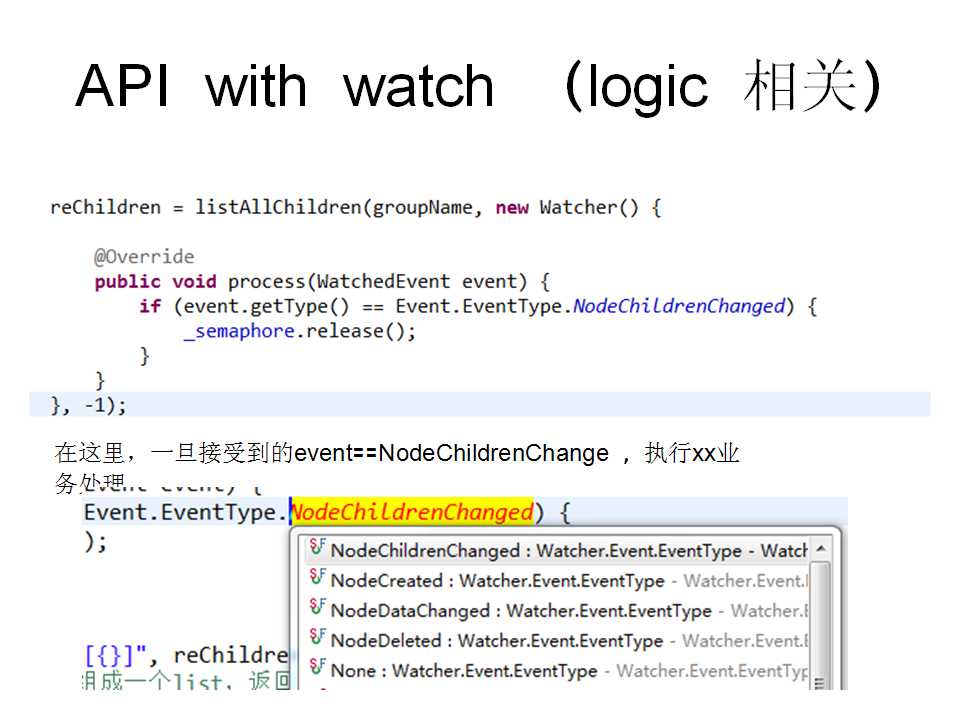 API with watch （logic 相关）
reChildren = listAllChildren(groupName, new Watcher() {
@Override
public void process(WatchedEvent event) {
if (event.getType() == Event.EventType.NodeChildrenChanged) {
_semaphore.release();
}
}
}, -1);
在这里，一旦接受到的event==NodeChildrenChange ，执行xx业
务处理
Event event) {
Event.EventType.NodeChildrenChanged) {
);
NodeChildrenChanged : Watcher.Event.EventType - Watch
NodeCreated : Watcher.Event.EventType - Watcher.Event.
NodeDataChanged : Watcher.Event.EventType - Watcher.E
NodeDeleted : Watcher.Event.EventType - Watcher.Event.E
None : Watcher.Event.EventType - Watcher.Event.EventTyp
[{}]", reChildre
组成一个list，返回